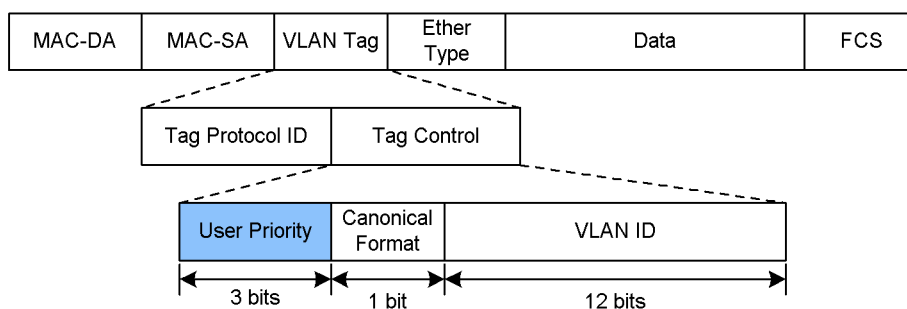 MAC-DA
MAC-SA
VLAN Tag
Ether
Type
Data
FCS
Tag Protocol ID
Tag Control
User Priority
Canonical
Format
VLAN ID
3 bits
1 bit
12 bits